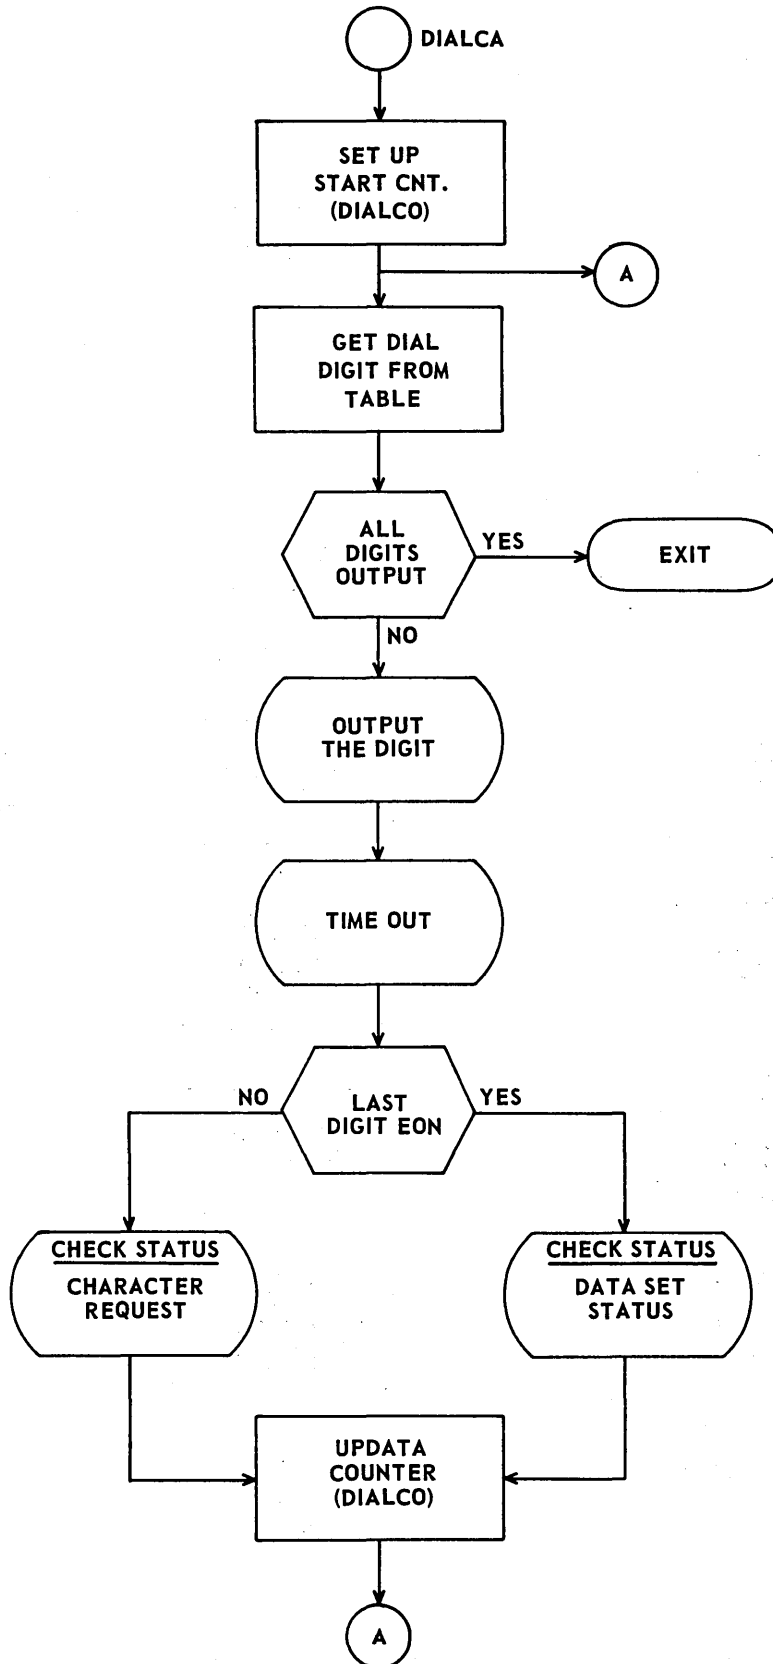 DIALCA
SET UP
START CNT.
(DIALCO)
A
GET DIAL
DIGIT FROM
TABLE
ALL
DIGITS
OUTPUT
YES
EXIT
NO
OUTPUT
THE DIGIT
TIME OUT
NO
LAST
DIGIT EON
YES
CHECK STATUS
CHARACTER
REQUEST
CHECK STATUS
DATA SET
STATUS
UPDATA
COUNTER
(DIALCO)
A